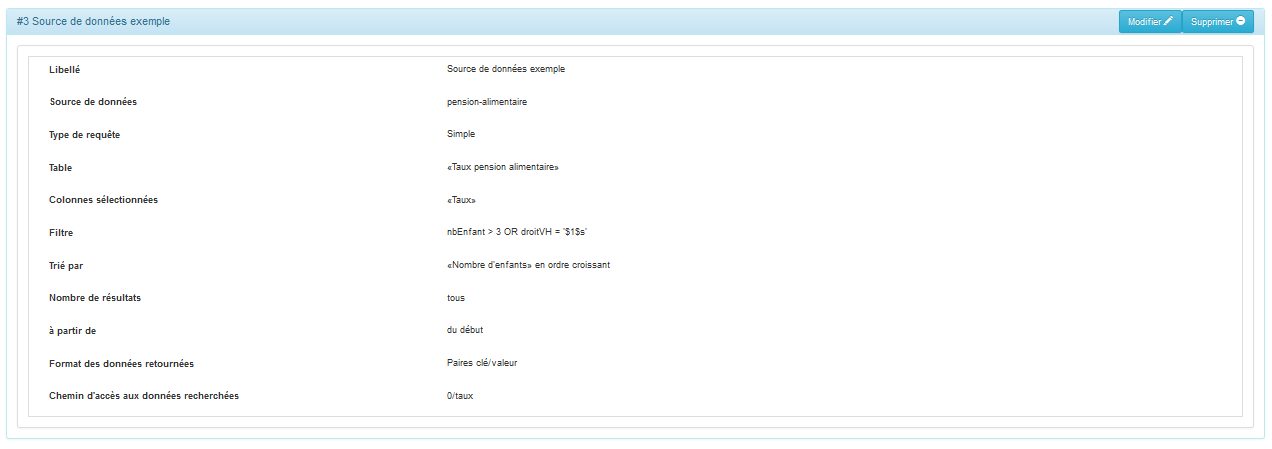 #3 Source de données exemple
Modifier
Supprimer
Libellé Source de données exemple
Source de données pension-alimentaire
Type de requête Simple
Table «Taux pension alimentaire»
Colonnes sélectionnées «Taux»
Filtre nbEnfant > 3 OR droitVH = '$1$s'
Trié par «Nombre d'enfants» en ordre croissant
Nombre de résultats tous
à partir de du début
Format des données retournées Paires clé/valeur
Chemin d'accès aux données recherchées 0/taux